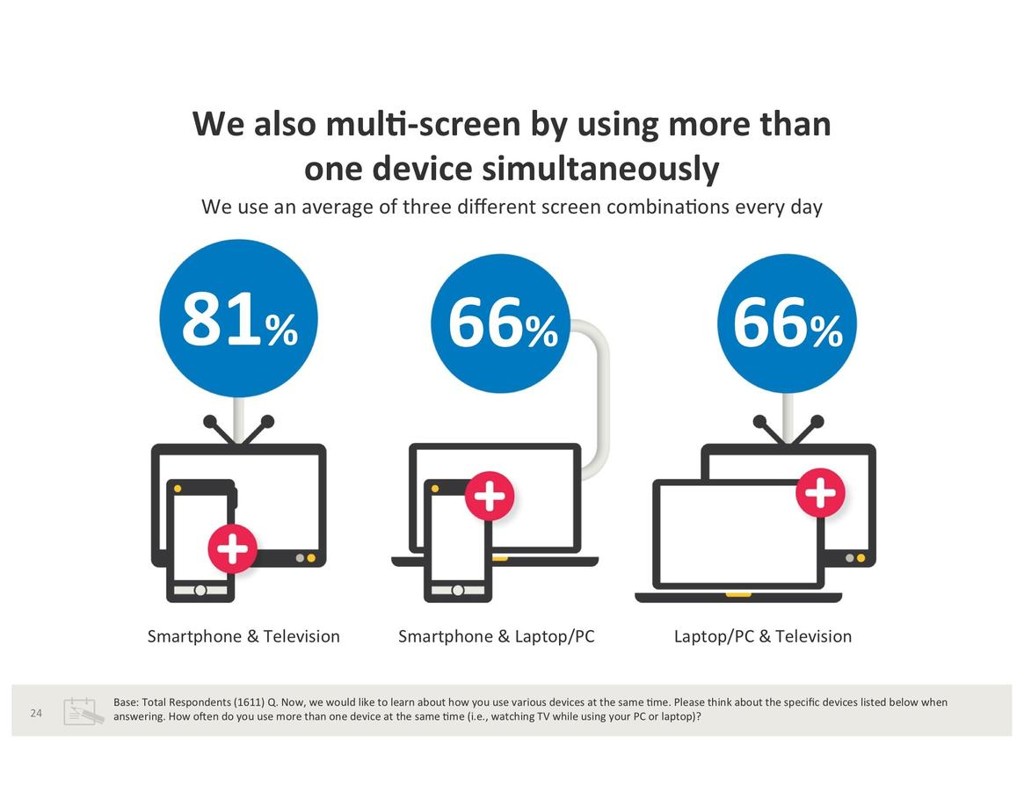 We also multi-screen by using more than
one device simultaneously
We use an average of three different screen combinations every day
81%
66%
66%
Smartphone & Television
Smartphone & Laptop/PC
Laptop/PC & Television
24
Base: Total Respondents (1611) Q. Now, we would like to learn about how you use various devices at the same time. Please think about the specific devices listed below when
answering. How often do you use more than one device at the same time (i.e., watching TV while using your PC or laptop)?